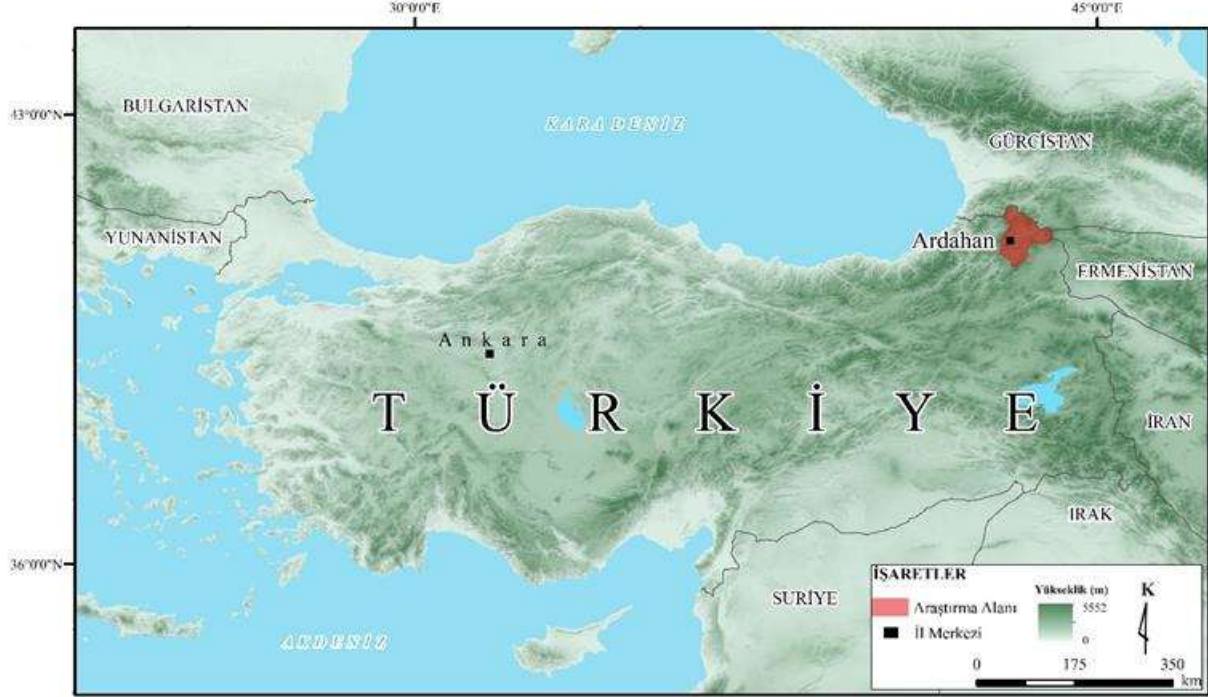 30°0'0"E
45°0'0"E
43°0'0"N
BULGARİSTAN
KARADENİZ
GÜRCİSTAN
YUNANİSTAN
Ardahan
ERMENİSTAN
Ankara
TÜRKİYE
İRAN
IRAK
36°0'0"N
SURİYE
AKDENİZ
İŞARETLER
Araştırma Alanı
İl Merkezi
Yükseklik (m)
5552
0
K
0 175 350
km